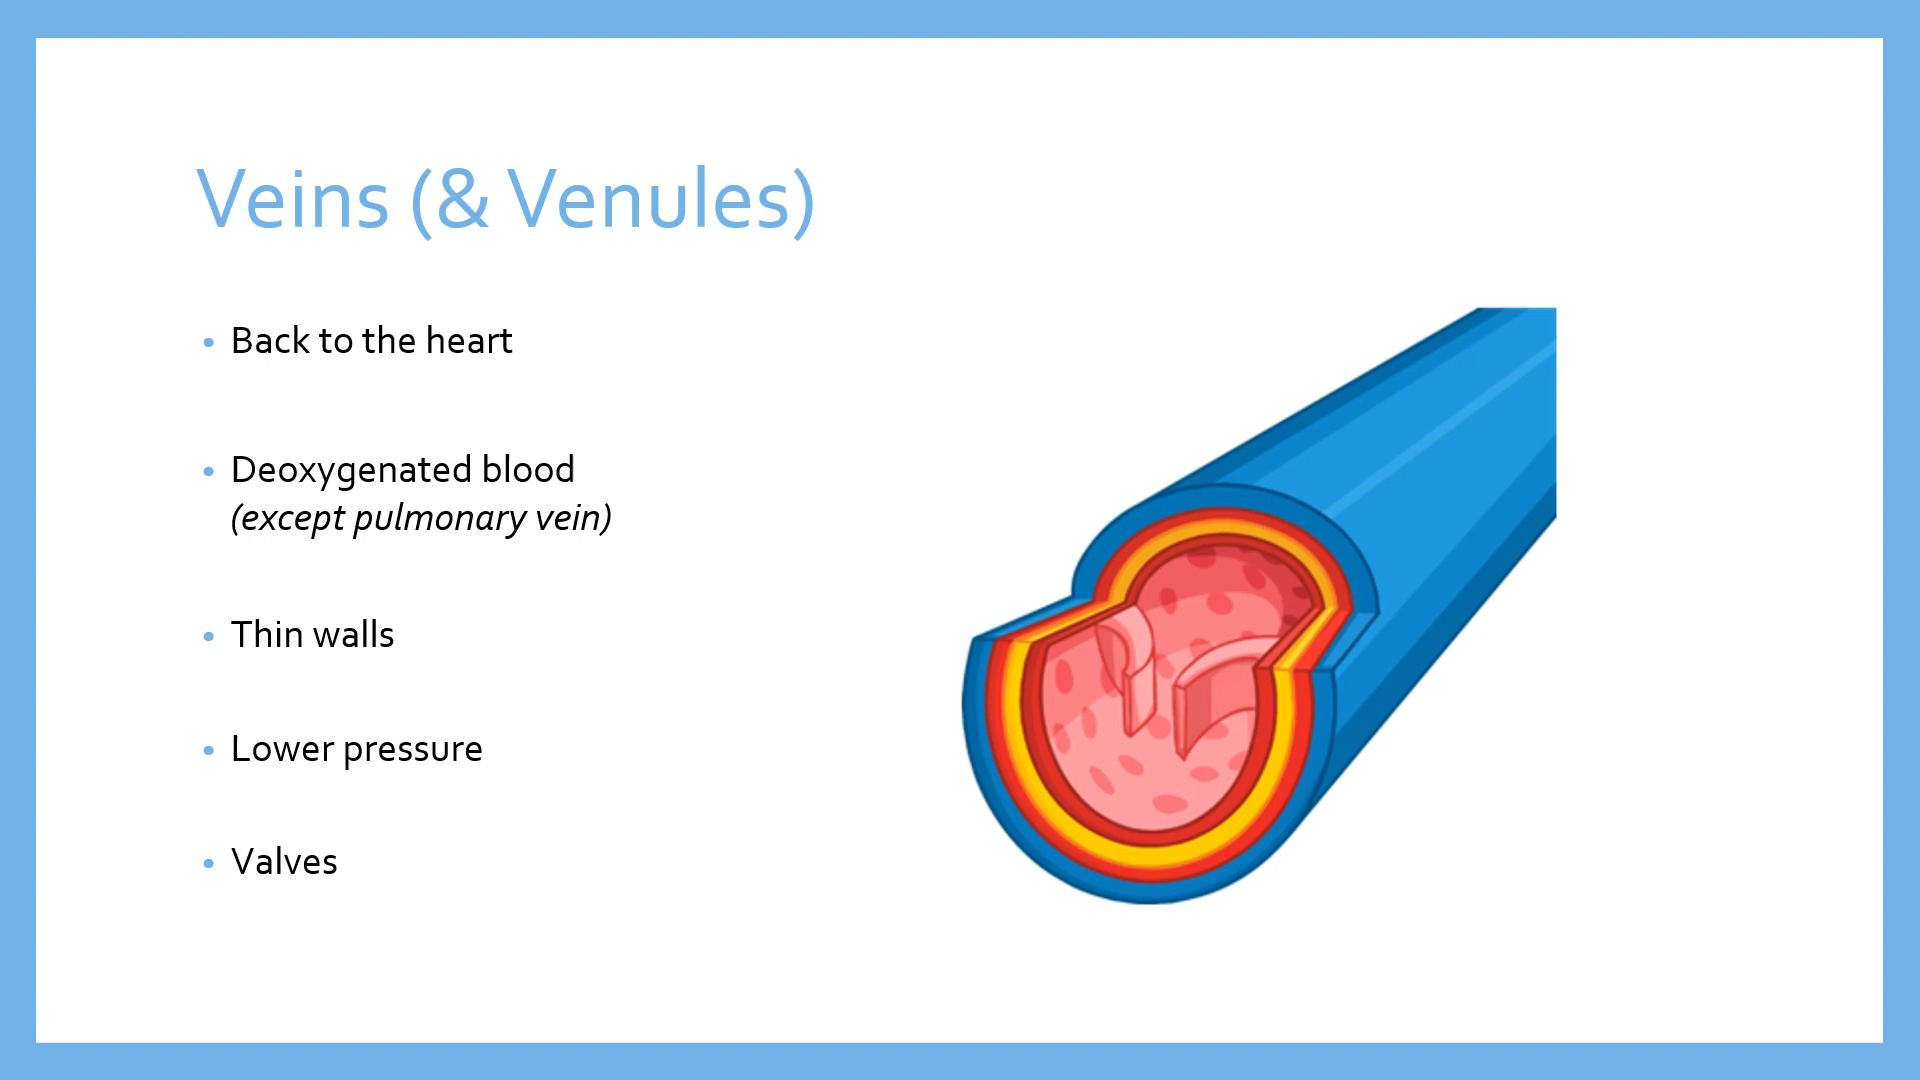 Veins (& Venules)
• Back to the heart
• Deoxygenated blood
(except pulmonary vein)
• Thin walls
• Lower pressure
• Valves